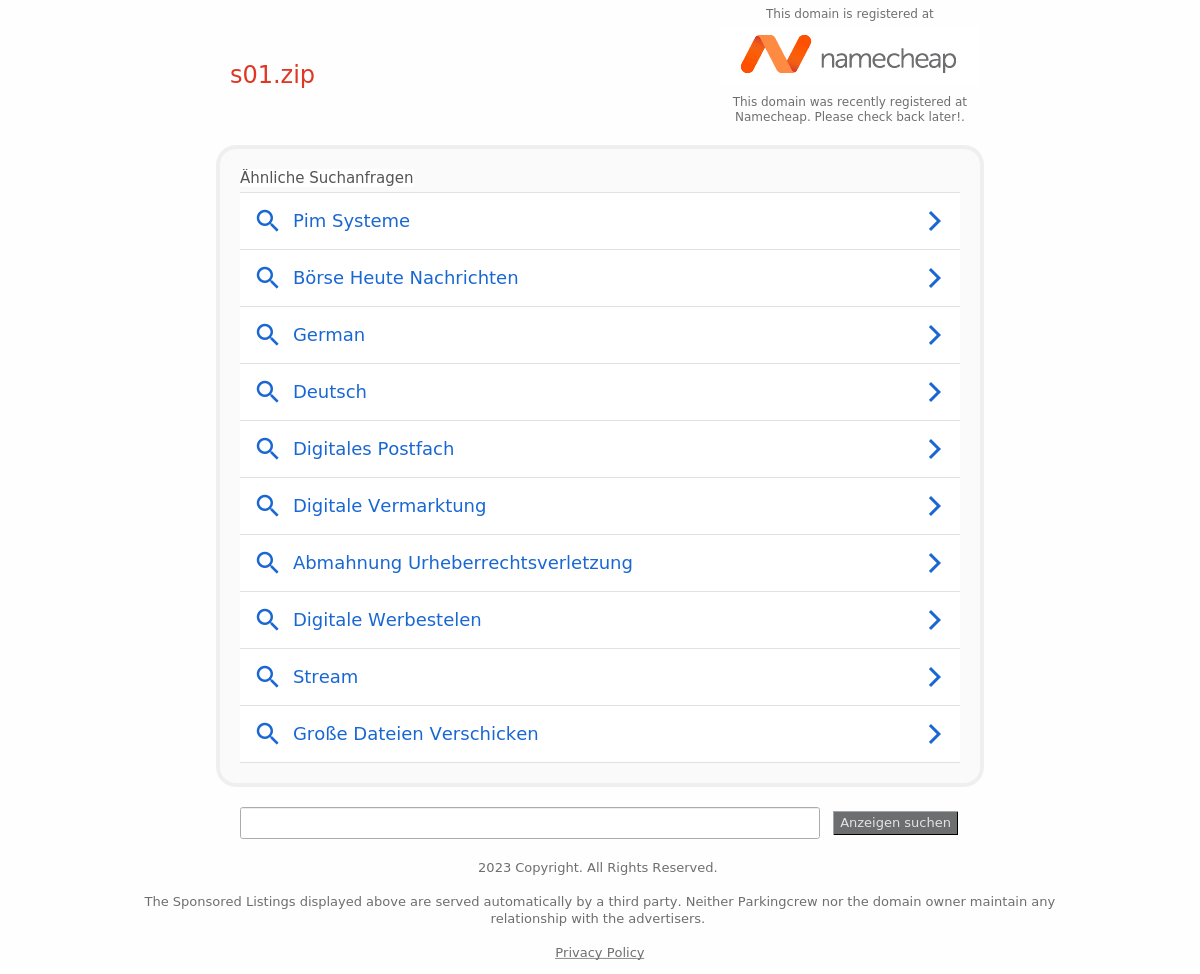 This domain is registered at
namecheap
s01.zip
This domain was recently registered at
Namecheap. Please check back later!.
Ähnliche Suchanfragen
Pim Systeme
Börse Heute Nachrichten
German
Deutsch
Digitales Postfach
Digitale Vermarktung
Abmahnung Urheberrechtsverletzung
Digitale Werbestelen
Stream
Große Dateien Verschicken
Anzeigen suchen
2023 Copyright. All Rights Reserved.
The Sponsored Listings displayed above are served automatically by a third party. Neither Parkingcrew nor the domain owner maintain any
relationship with the advertisers.
Privacy Policy